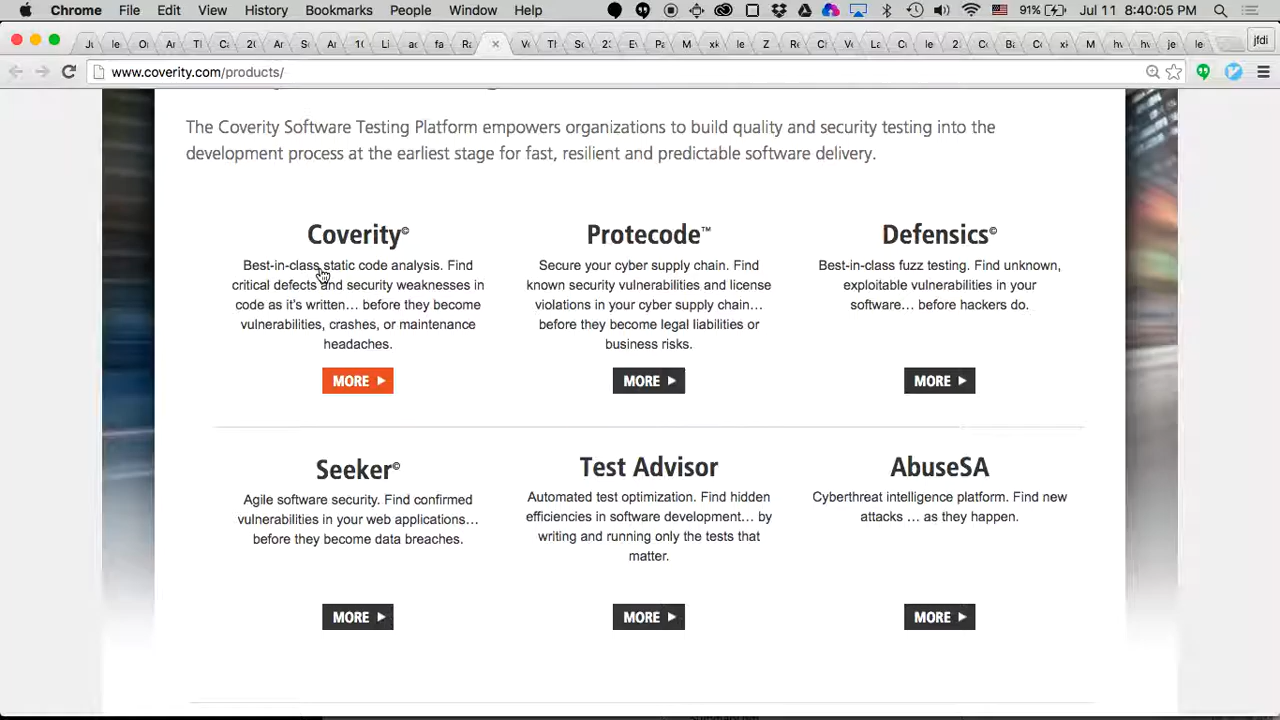 Chrome File Edit View History Bookmarks People Window Help 91% Jul 11 8:40:05 PM
jfdi
www.coverity.com/products/
The Coverity Software Testing Platform empowers organizations to build quality and security testing into the
development process at the earliest stage for fast, resilient and predictable software delivery.
Coverity©
Best-in-class static code analysis. Find
critical defects and security weaknesses in
code as it's written… before they become
vulnerabilities, crashes, or maintenance
headaches.
MORE
Protecode™
Secure your cyber supply chain. Find
known security vulnerabilities and license
violations in your cyber supply chain…
before they become legal liabilities or
business risks.
MORE
Defensics©
Best-in-class fuzz testing. Find unknown,
exploitable vulnerabilities in your
software… before hackers do.
MORE
Seeker©
Agile software security. Find confirmed
vulnerabilities in your web applications…
before they become data breaches.
MORE
Test Advisor
Automated test optimization. Find hidden
efficiencies in software development… by
writing and running only the tests that
matter.
MORE
AbuseSA
Cyberthreat intelligence platform. Find new
attacks … as they happen.
MORE